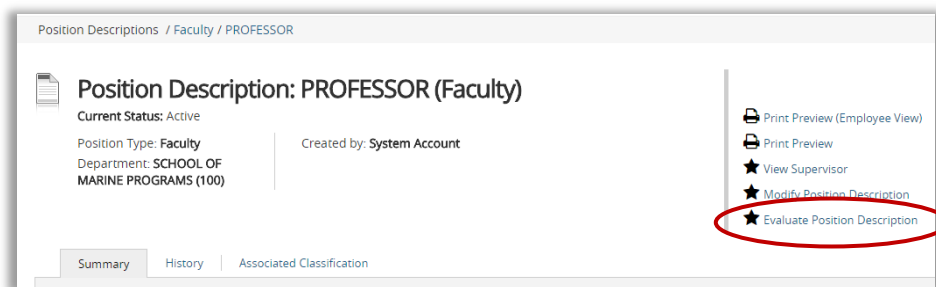 Position Descriptions / Faculty / PROFESSOR
Position Description: PROFESSOR (Faculty)
Current Status: Active
Position Type: Faculty
Department: SCHOOL OF
MARINE PROGRAMS (100)
Created by: System Account
Print Preview (Employee View)
Print Preview
View Supervisor
Modify Position Description
Evaluate Position Description
Summary
History
Associated Classification